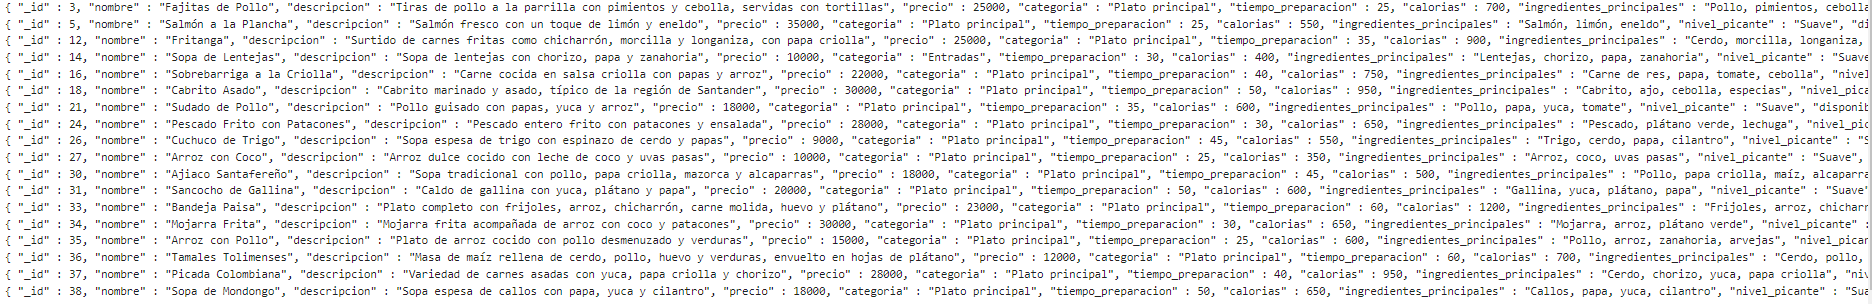 { "_id" : 3, "nombre" : "Fajitas de Pollo", "descripcion" : "Tiras de pollo a la parrilla con pimientos y cebolla, servidas con tortillas", "precio" : 25000, "categoria" : "Plato principal", "tiempo_preparacion" : 25, "calorias" : 700, "ingredientes_principales" : "Pollo, pimientos, cebolla
{ "_id" : 5, "nombre" : "Salmón a la Plancha", "descripcion" : "Salmón fresco con un toque de limón y eneldo", "precio" : 35000, "categoria" : "Plato principal", "tiempo_preparacion" : 25, "calorias" : 550, "ingredientes_principales" : "Salmón, limón, eneldo", "nivel_picante" : "Suave", "di
{ "_id" : 12, "nombre" : "Fritanga", "descripcion" : "Surtido de carnes fritas como chicharrón, morcilla y longaniza, con papa criolla", "precio" : 25000, "categoria" : "Plato principal", "tiempo_preparacion" : 35, "calorias" : 900, "ingredientes_principales" : "Cerdo, morcilla, longaniza,
{ "_id" : 14, "nombre" : "Sopa de Lentejas", "descripcion" : "Sopa de lentejas con chorizo, papa y zanahoria", "precio" : 10000, "categoria" : "Entradas", "tiempo_preparacion" : 30, "calorias" : 400, "ingredientes_principales" : "Lentejas, chorizo, papa, zanahoria", "nivel_picante" : "Suave
{ "_id" : 16, "nombre" : "Sobrebarriga a la Criolla", "descripcion" : "Carne cocida en salsa criolla con papas y arroz", "precio" : 22000, "categoria" : "Plato principal", "tiempo_preparacion" : 40, "calorias" : 750, "ingredientes_principales" : "Carne de res, papa, tomate, cebolla", "nivel
{ "_id" : 18, "nombre" : "Cabrito Asado", "descripcion" : "Cabrito marinado y asado, típico de la región de Santander", "precio" : 30000, "categoria" : "Plato principal", "tiempo_preparacion" : 50, "calorias" : 950, "ingredientes_principales" : "Cabrito, ajo, cebolla, especias", "nivel_pica
{ "_id" : 21, "nombre" : "Sudado de Pollo", "descripcion" : "Pollo guisado con papas, yuca y arroz", "precio" : 18000, "categoria" : "Plato principal", "tiempo_preparacion" : 35, "calorias" : 600, "ingredientes_principales" : "Pollo, papa, yuca, tomate", "nivel_picante" : "Suave", "disponib
{ "_id" : 24, "nombre" : "Pescado Frito con Patacones", "descripcion" : "Pescado entero frito con patacones y ensalada", "precio" : 28000, "categoria" : "Plato principal", "tiempo_preparacion" : 30, "calorias" : 650, "ingredientes_principales" : "Pescado, plátano verde, lechuga", "nivel_pic
{ "_id" : 26, "nombre" : "Cuchuco de Trigo", "descripcion" : "Sopa espesa de trigo con espinazo de cerdo y papas", "precio" : 9000, "categoria" : "Plato principal", "tiempo_preparacion" : 45, "calorias" : 550, "ingredientes_principales" : "Trigo, cerdo, papa, cilantro", "nivel_picante" : "S
{ "_id" : 27, "nombre" : "Arroz con Coco", "descripcion" : "Arroz dulce cocido con leche de coco y uvas pasas", "precio" : 10000, "categoria" : "Plato principal", "tiempo_preparacion" : 25, "calorias" : 350, "ingredientes_principales" : "Arroz, coco, uvas pasas", "nivel_picante" : "Suave",
{ "_id" : 30, "nombre" : "Ajiaco Santafereño", "descripcion" : "Sopa tradicional con pollo, papa criolla, mazorca y alcaparras", "precio" : 18000, "categoria" : "Plato principal", "tiempo_preparacion" : 45, "calorias" : 500, "ingredientes_principales" : "Pollo, papa criolla, maíz, alcaparra
{ "_id" : 31, "nombre" : "Sancocho de Gallina", "descripcion" : "Caldo de gallina con yuca, plátano y papa", "precio" : 20000, "categoria" : "Plato principal", "tiempo_preparacion" : 50, "calorias" : 600, "ingredientes_principales" : "Gallina, yuca, plátano, papa", "nivel_picante" : "Suave"
{ "_id" : 33, "nombre" : "Bandeja Paisa", "descripcion" : "Plato completo con frijoles, arroz, chicharrón, carne molida, huevo y plátano", "precio" : 23000, "categoria" : "Plato principal", "tiempo_preparacion" : 60, "calorias" : 1200, "ingredientes_principales" : "Frijoles, arroz, chicharr
{ "_id" : 34, "nombre" : "Mojarra Frita", "descripcion" : "Mojarra frita acompañada de arroz con coco y patacones", "precio" : 30000, "categoria" : "Plato principal", "tiempo_preparacion" : 30, "calorias" : 650, "ingredientes_principales" : "Mojarra, arroz, plátano verde", "nivel_picante" :
{ "_id" : 35, "nombre" : "Arroz con Pollo", "descripcion" : "Plato de arroz cocido con pollo desmenuzado y verduras", "precio" : 15000, "categoria" : "Plato principal", "tiempo_preparacion" : 25, "calorias" : 600, "ingredientes_principales" : "Pollo, arroz, zanahoria, arvejas", "nivel_pican
{ "_id" : 36, "nombre" : "Tamales Tolimenses", "descripcion" : "Masa de maíz rellena de cerdo, pollo, huevo y verduras, envuelto en hojas de plátano", "precio" : 12000, "categoria" : "Plato principal", "tiempo_preparacion" : 60, "calorias" : 700, "ingredientes_principales" : "Cerdo, pollo,
{ "_id" : 37, "nombre" : "Picada Colombiana", "descripcion" : "Variedad de carnes asadas con yuca, papa criolla y chorizo", "precio" : 28000, "categoria" : "Plato principal", "tiempo_preparacion" : 40, "calorias" : 950, "ingredientes_principales" : "Cerdo, chorizo, yuca, papa criolla", "niv
{ "_id" : 38, "nombre" : "Sopa de Mondongo", "descripcion" : "Sopa espesa de callos con papa, yuca y cilantro", "precio" : 18000, "categoria" : "Plato principal", "tiempo_preparacion" : 50, "calorias" : 650, "ingredientes_principales" : "Callos, papa, yuca, cilantro", "nivel_picante" : "Sua